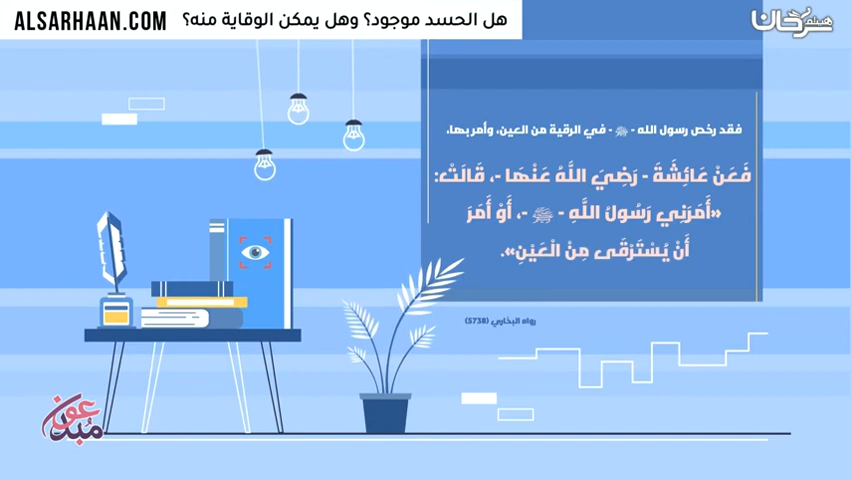 هل الحسد موجود؟ وهل يمكن الوقاية منه؟ ALSARHAAN.COM
هيثم سرحان
فقد رخص رسول الله - ﷺ - في الرقية من العين، وأمر بها،
فَعَنْ عَائِشَةَ - رَضِيَ اللَّهُ عَنْهَا -، قَالَتْ:
«أَمَرَنِي رَسُولُ اللَّهِ - ﷺ -، أَوْ أَمَرَ
أَنْ يُسْتَرْقَى مِنْ الْعَيْنِ».
رواه البخاري (5738)
مبدعون